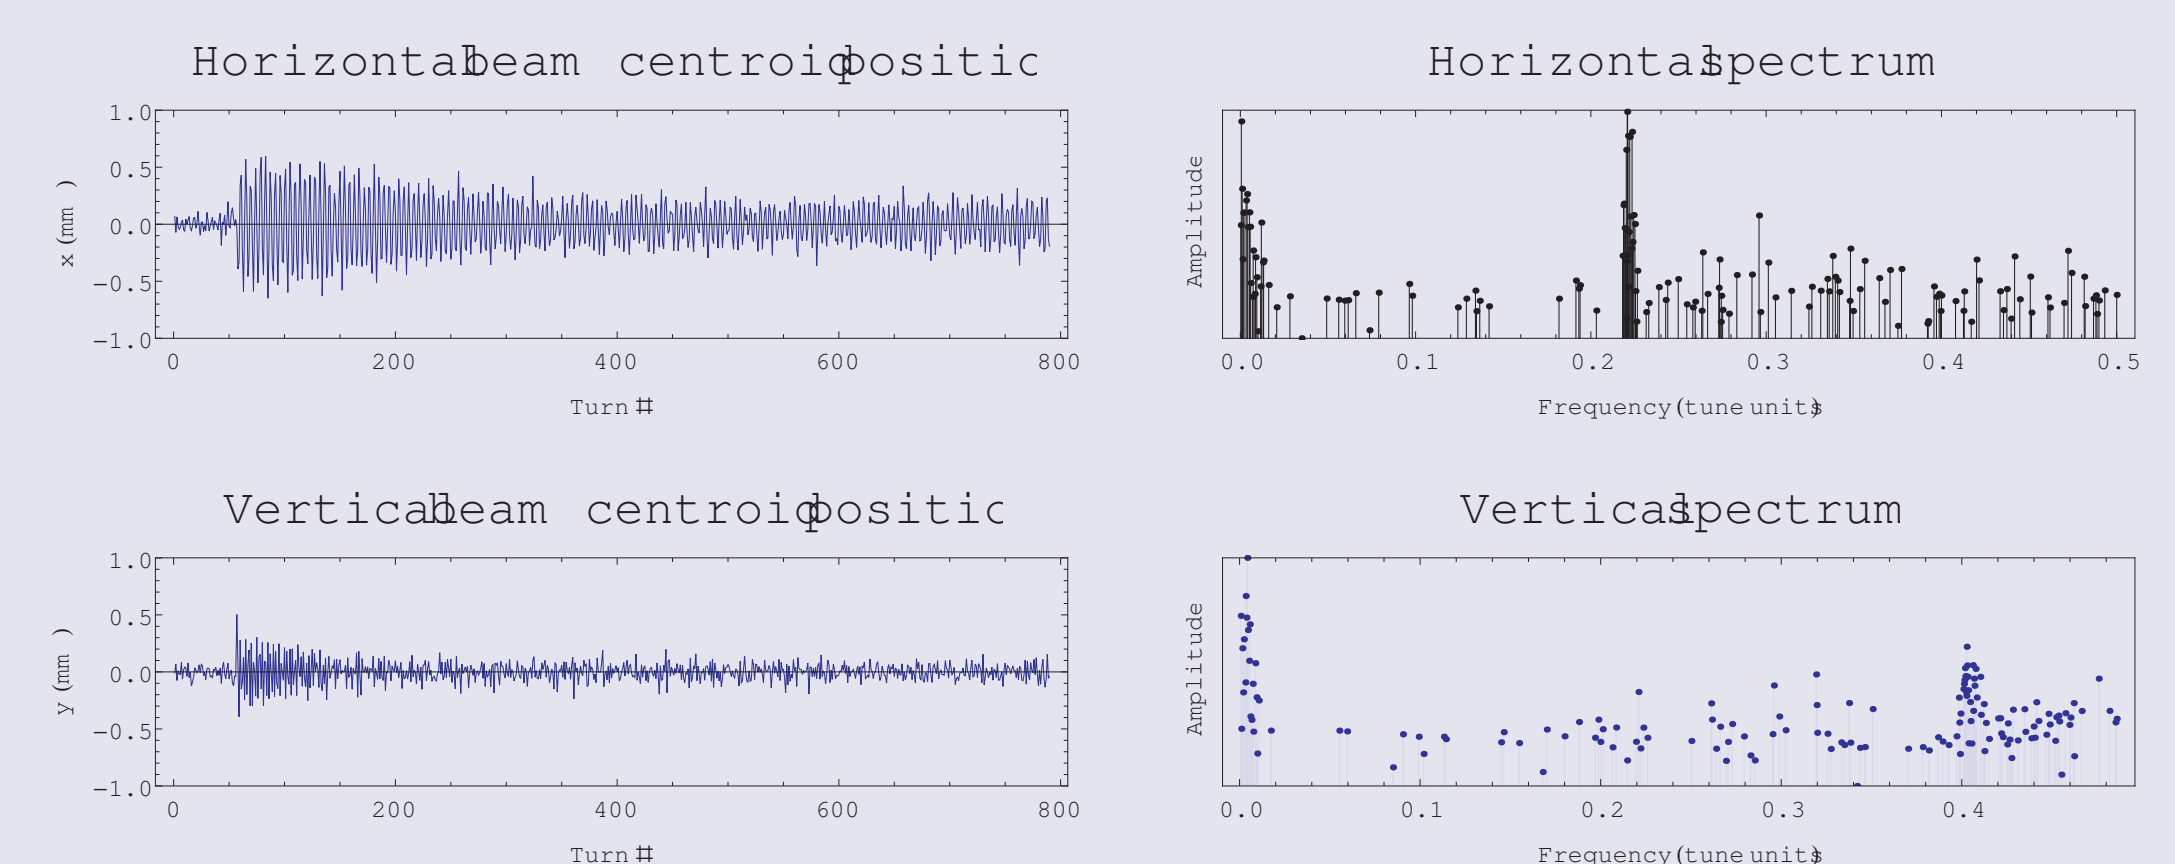 Horizontal beam centroid positic
1.0
0.5
0.0
−0.5
−1.0
x (mm )
0 200 400 600 800
Turn #
Horizontal spectrum
Amplitude
0.0 0.1 0.2 0.3 0.4 0.5
Frequency (tune units
Vertical beam centroid positic
1.0
0.5
0.0
−0.5
−1.0
y (mm )
0 200 400 600 800
Turn #
Vertical spectrum
Amplitude
0.0 0.1 0.2 0.3 0.4
Frequency (tune units